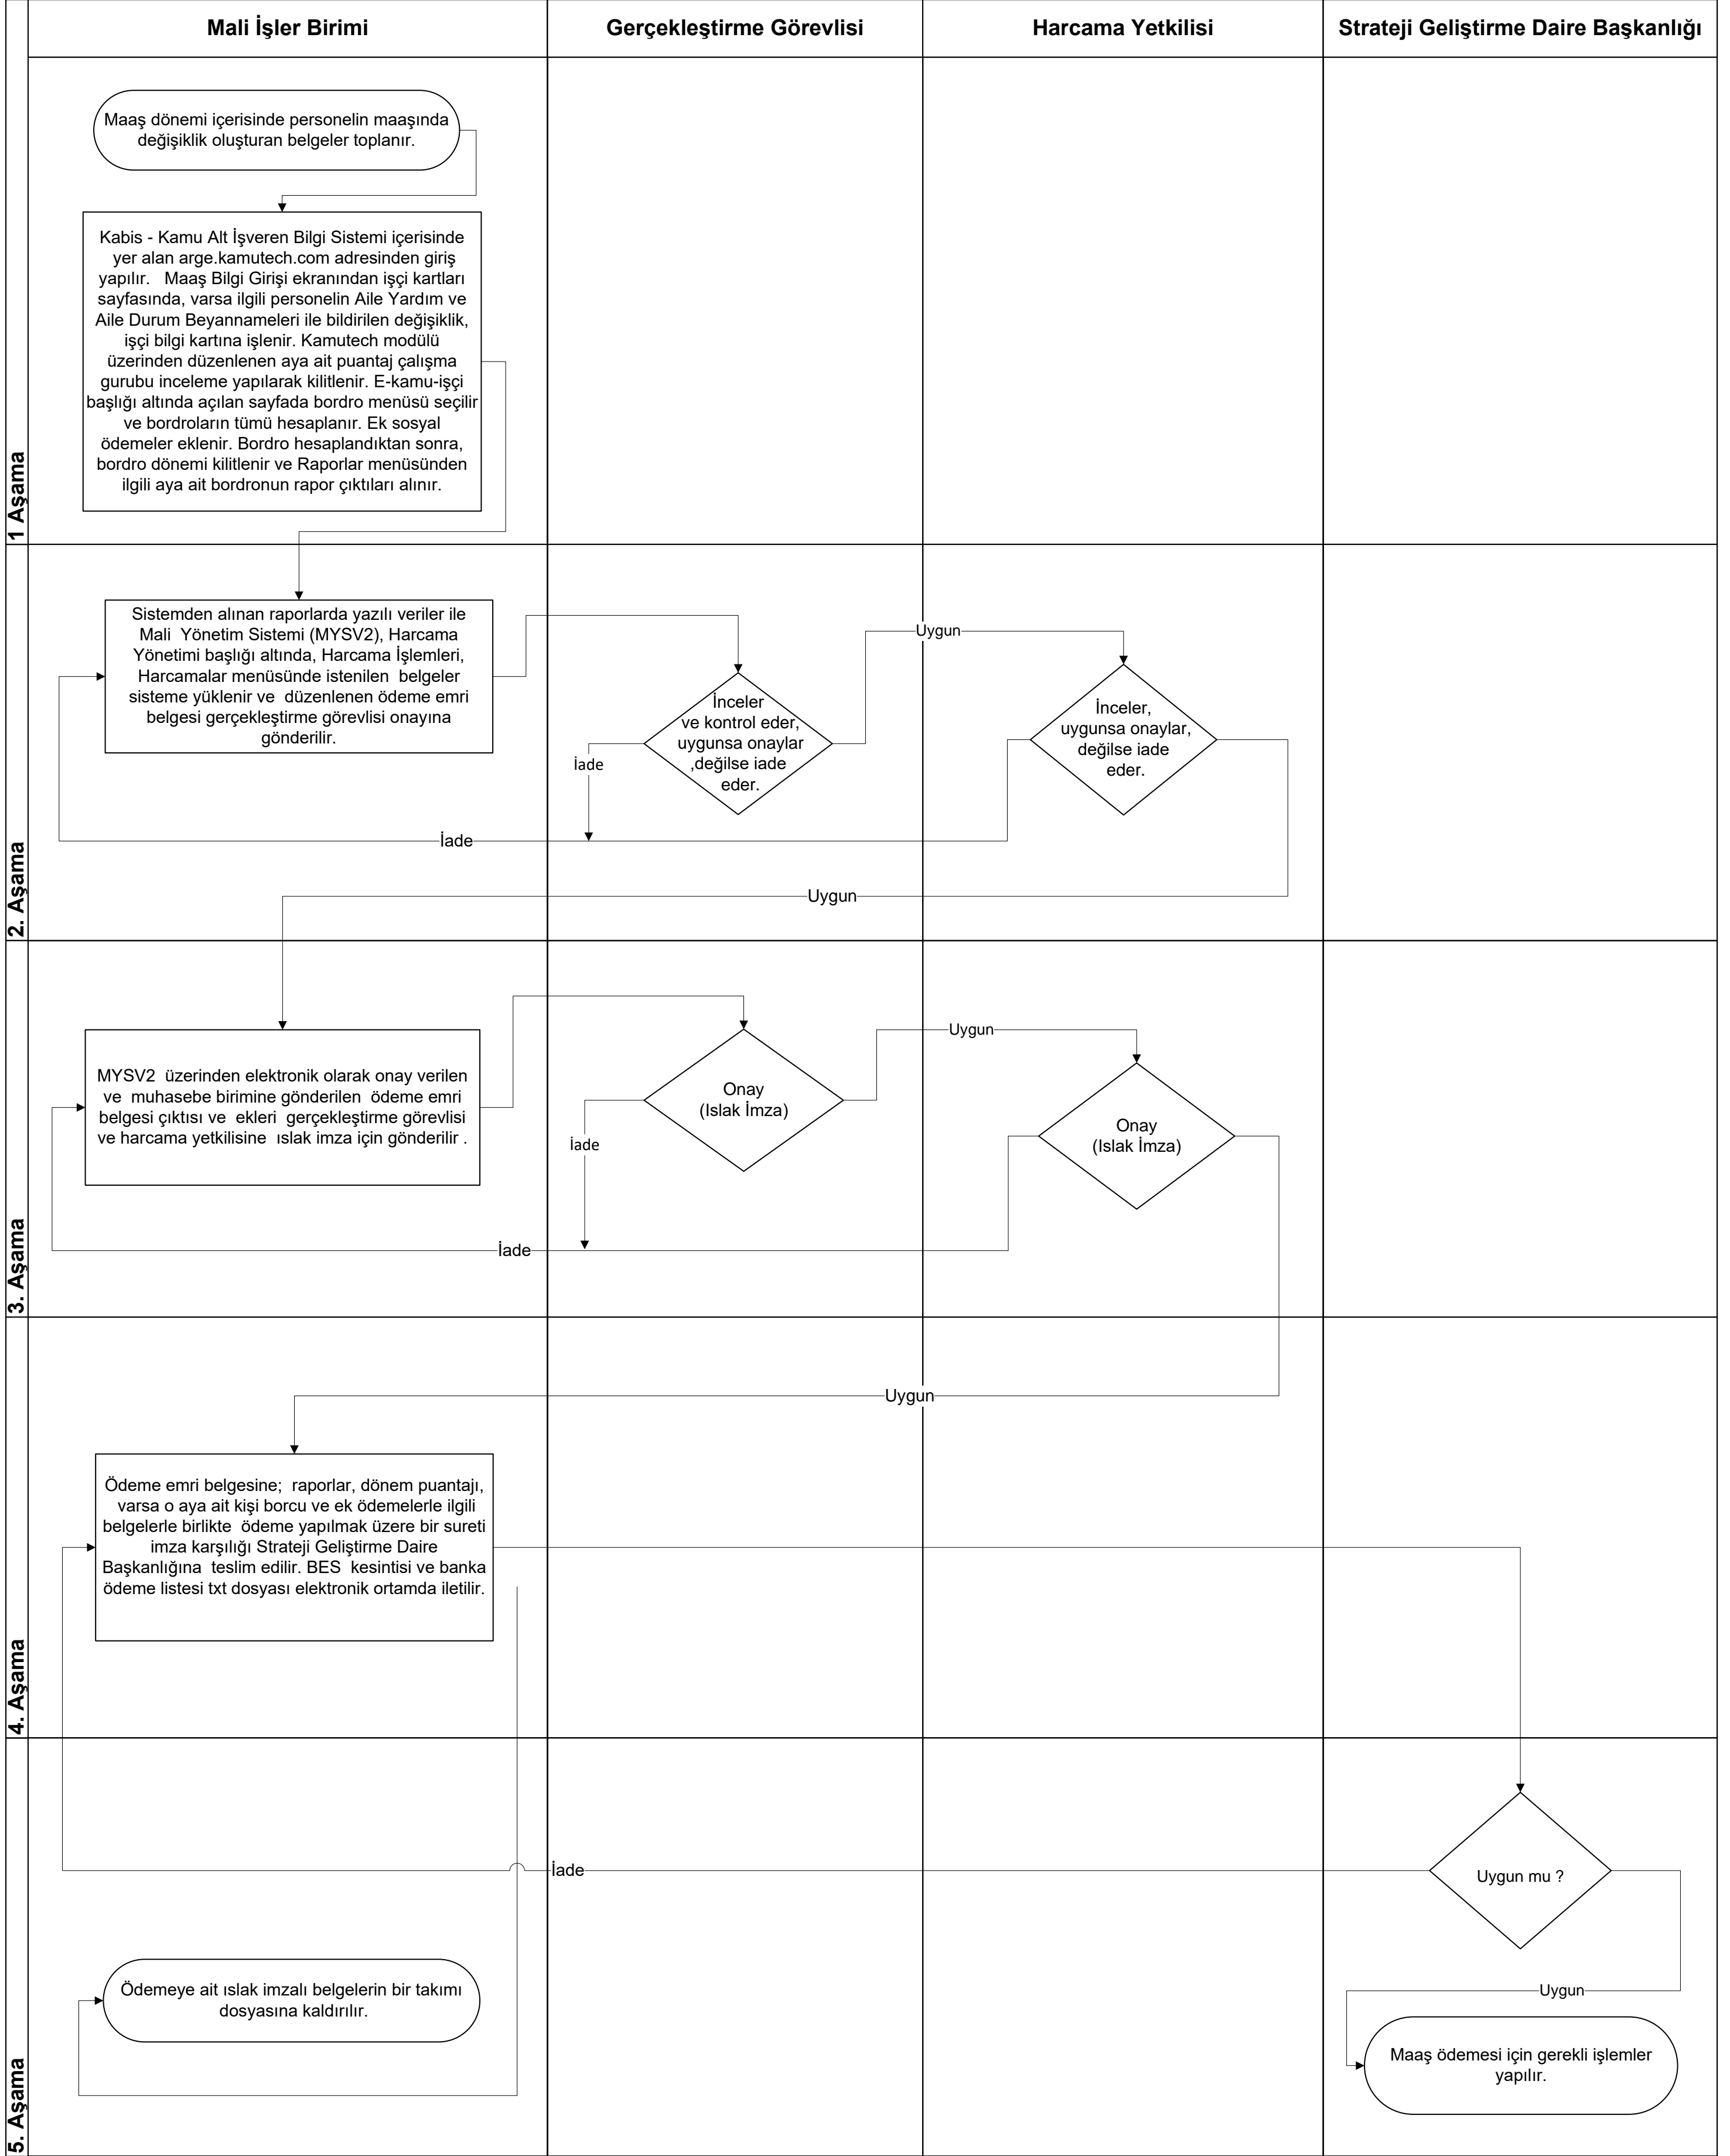 Mali İşler Birimi
Gerçekleştirme Görevlisi
Harcama Yetkilisi
Strateji Geliştirme Daire Başkanlığı
1 Aşama
Maaş dönemi içerisinde personelin maaşında
değişiklik oluşturan belgeler toplanır.
Kabis - Kamu Alt İşveren Bilgi Sistemi içerisinde
yer alan arge.kamutech.com adresinden giriş
yapılır.   Maaş Bilgi Girişi ekranından işçi kartları
sayfasında, varsa ilgili personelin Aile Yardım ve
Aile Durum Beyannameleri ile bildirilen değişiklik,
işçi bilgi kartına işlenir. Kamutech modülü
üzerinden düzenlenen aya ait puantaj çalışma
gurubu inceleme yapılarak kilitlenir. E-kamu-işçi
başlığı altında açılan sayfada bordro menüsü seçilir
ve bordroların tümü hesaplanır. Ek sosyal
ödemeler eklenir. Bordro hesaplandıktan sonra,
bordro dönemi kilitlenir ve Raporlar menüsünden
ilgili aya ait bordronun rapor çıktıları alınır.
2. Aşama
Sistemden alınan raporlarda yazılı veriler ile
Mali  Yönetim Sistemi (MYSV2), Harcama
Yönetimi başlığı altında, Harcama İşlemleri,
Harcamalar menüsünde istenilen  belgeler
sisteme yüklenir ve  düzenlenen ödeme emri
belgesi gerçekleştirme görevlisi onayına
gönderilir.
İnceler
ve kontrol eder,
uygunsa onaylar
,değilse iade
eder.
Uygun
İnceler,
uygunsa onaylar,
değilse iade
eder.
İade
İade
Uygun
3. Aşama
MYSV2  üzerinden elektronik olarak onay verilen
ve  muhasebe birimine gönderilen  ödeme emri
belgesi çıktısı ve  ekleri  gerçekleştirme görevlisi
ve harcama yetkilisine  ıslak imza için gönderilir .
Onay
(Islak İmza)
Uygun
Onay
(Islak İmza)
İade
İade
4. Aşama
Uygun
Ödeme emri belgesine;  raporlar, dönem puantajı,
varsa o aya ait kişi borcu ve ek ödemelerle ilgili
belgelerle birlikte  ödeme yapılmak üzere bir sureti
imza karşılığı Strateji Geliştirme Daire
Başkanlığına  teslim edilir. BES  kesintisi ve banka
ödeme listesi txt dosyası elektronik ortamda iletilir.
5. Aşama
İade
Uygun mu ?
Uygun
Ödemeye ait ıslak imzalı belgelerin bir takımı
dosyasına kaldırılır.
Maaş ödemesi için gerekli işlemler
yapılır.